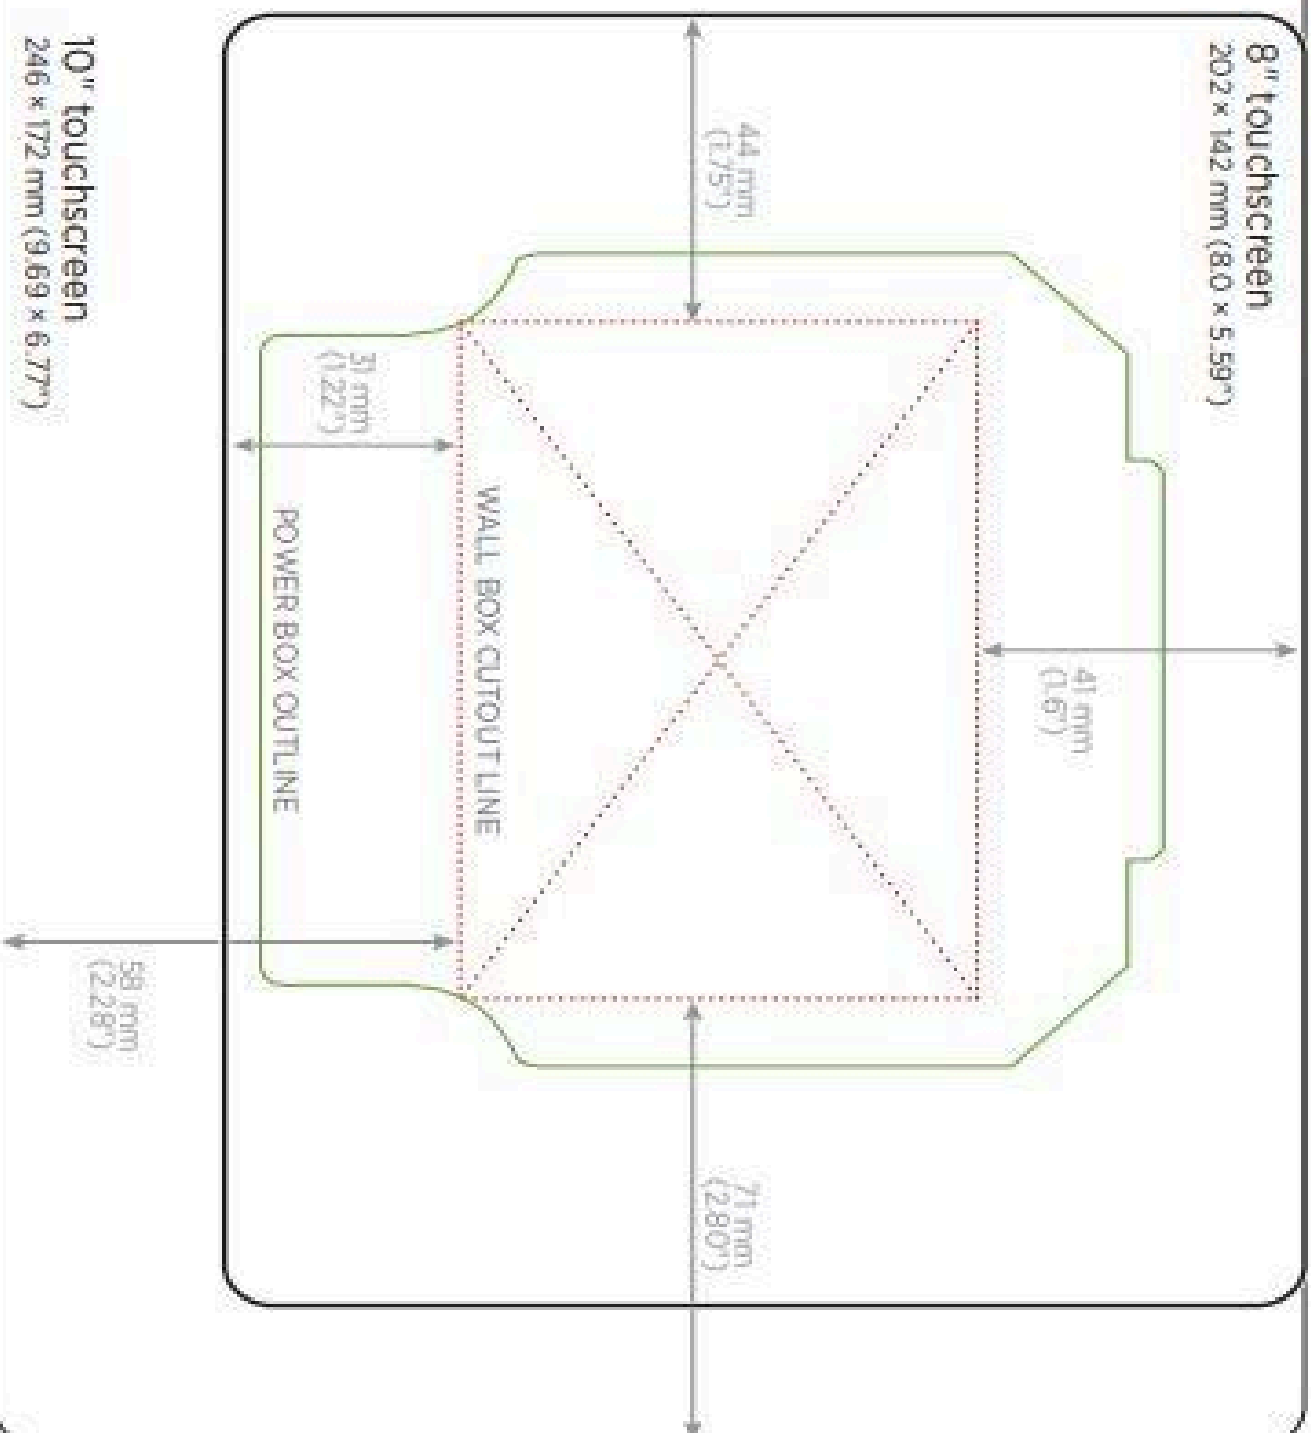 8" touchscreen
202 × 142 mm (8.0 × 5.59")
41 mm
(1.6")
44 mm
(1.75")
71 mm
(2.80")
WALL BOX CUTOUT LINE
31 mm
(1.22")
POWER BOX OUTLINE
58 mm
(2.28")
10" touchscreen
246 × 172 mm (9.69 × 6.77")